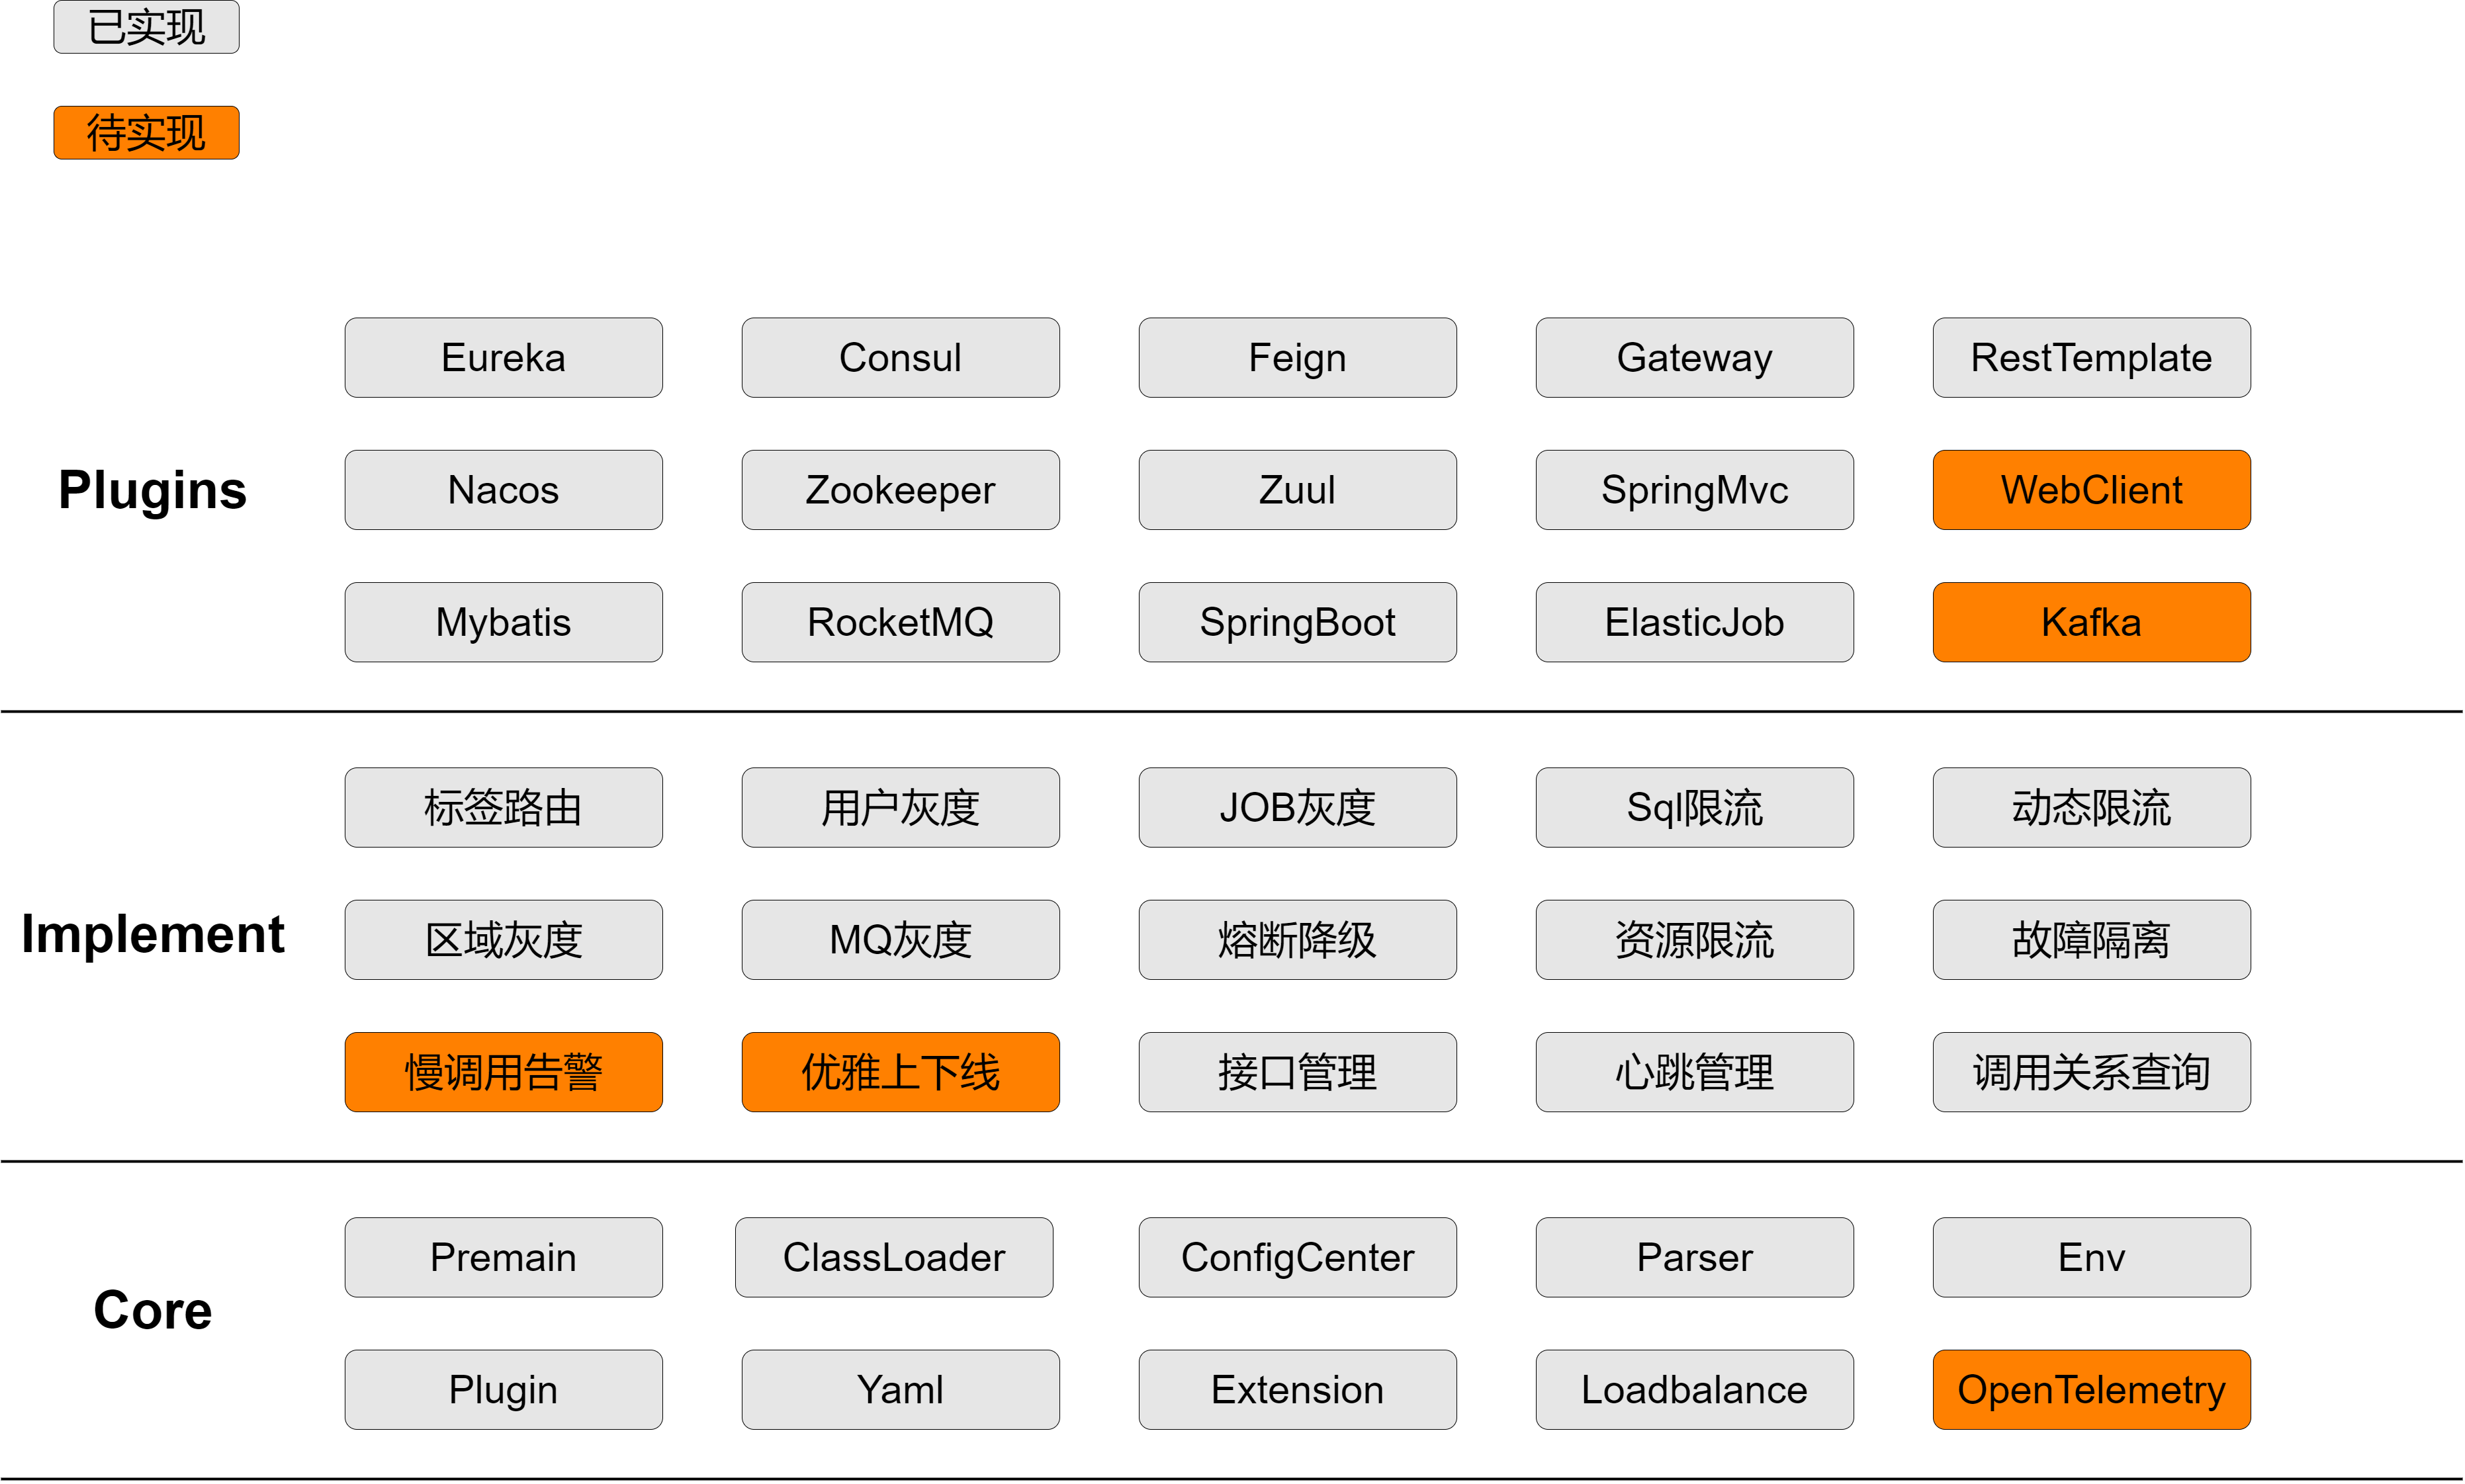 已实现
待实现
Eureka
Consul
Feign
Gateway
RestTemplate
Plugins
Nacos
Zookeeper
Zuul
SpringMvc
WebClient
Mybatis
RocketMQ
SpringBoot
ElasticJob
Kafka
标签路由
用户灰度
JOB灰度
Sql限流
动态限流
Implement
区域灰度
MQ灰度
熔断降级
资源限流
故障隔离
慢调用告警
优雅上下线
接口管理
心跳管理
调用关系查询
Premain
ClassLoader
ConfigCenter
Parser
Env
Core
Plugin
Yaml
Extension
Loadbalance
OpenTelemetry